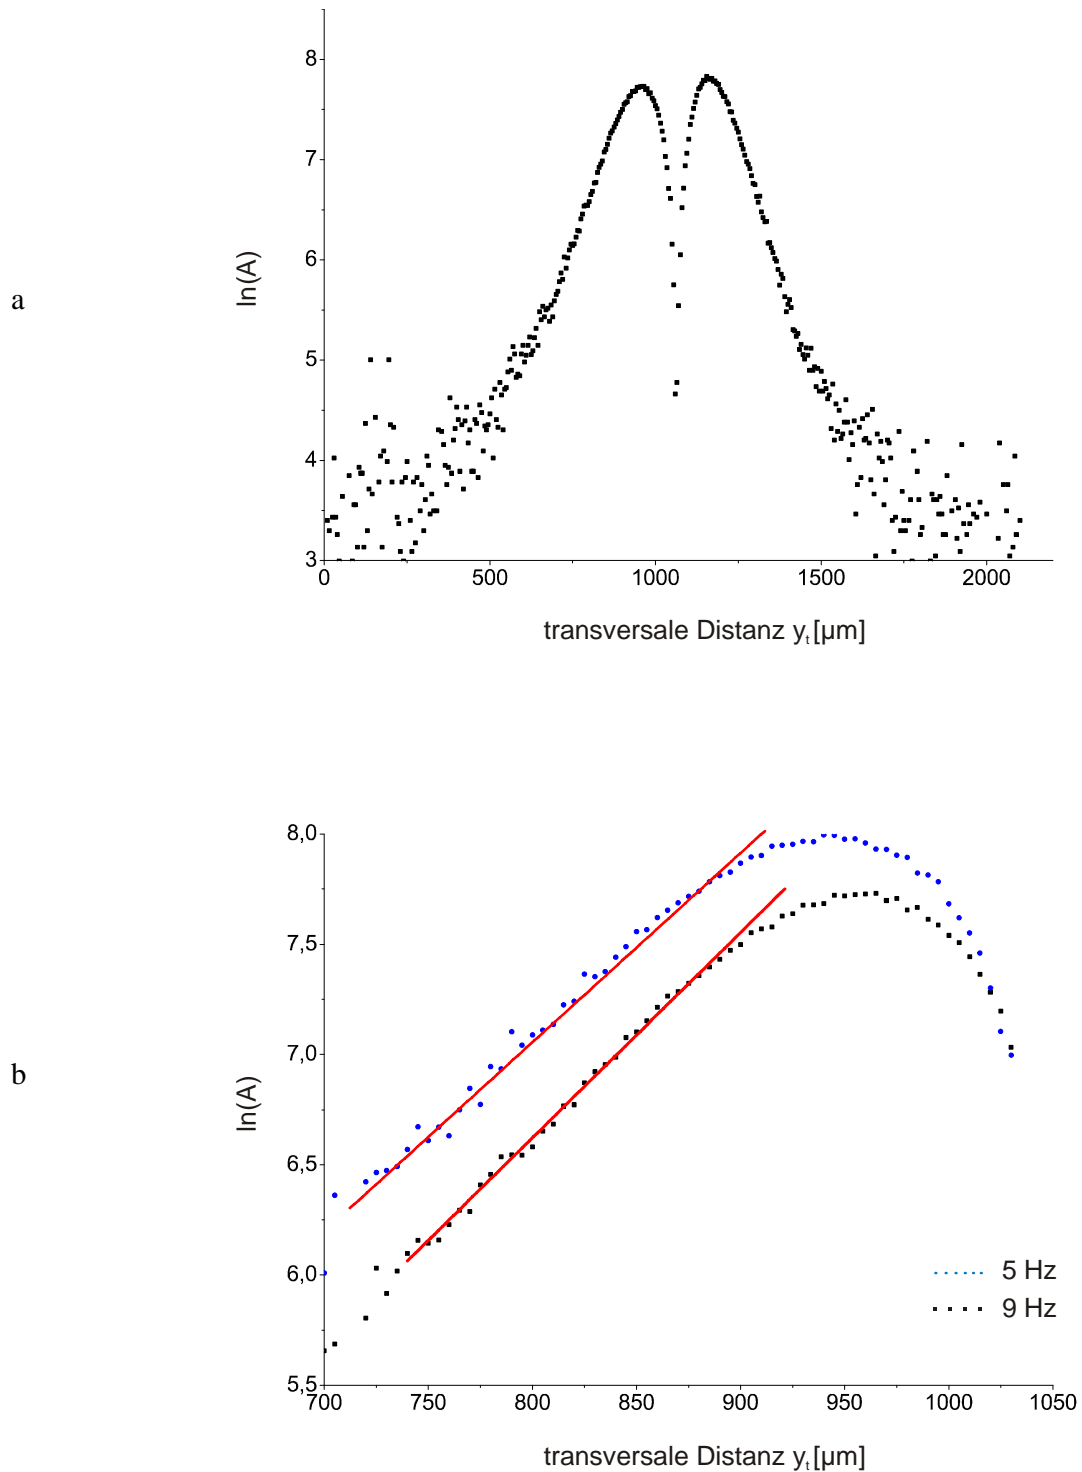 8
7
6
5
4
3
ln(A)
a
0 500 1000 1500 2000
transversale Distanz yt [µm]
8,0
7,5
7,0
6,5
6,0
5,5
ln(A)
b
5 Hz
9 Hz
700 750 800 850 900 950 1000 1050
transversale Distanz yt [µm]